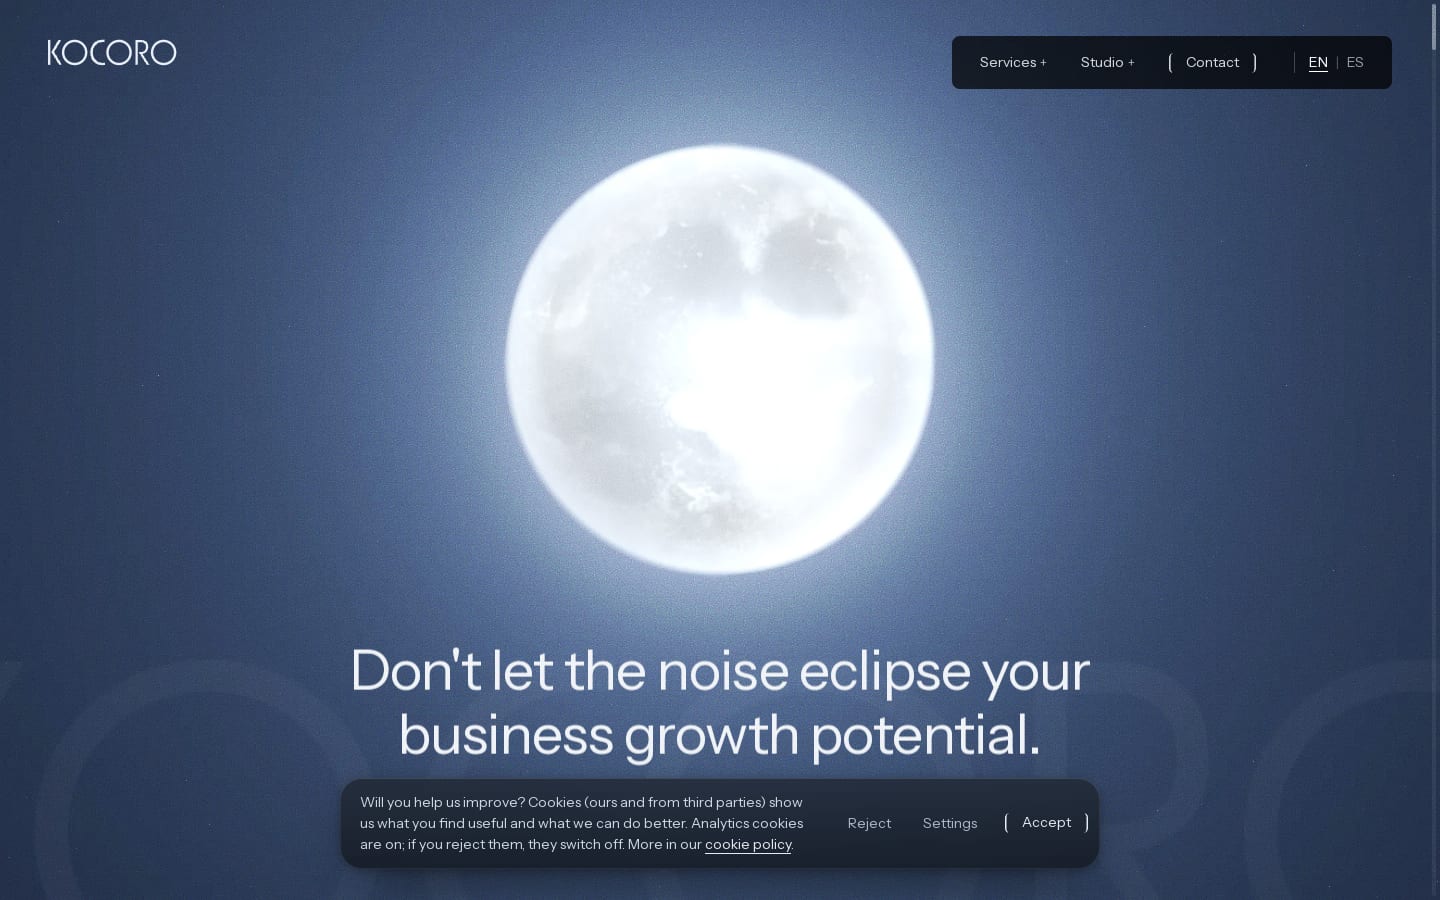 KOCORO
Services +
Studio +
Contact
EN | ES
Don't let the noise eclipse your
business growth potential.
Will you help us improve? Cookies (ours and from third parties) show
us what you find useful and what we can do better. Analytics cookies
are on; if you reject them, they switch off. More in our cookie policy.
Reject
Settings
Accept
KOCORO